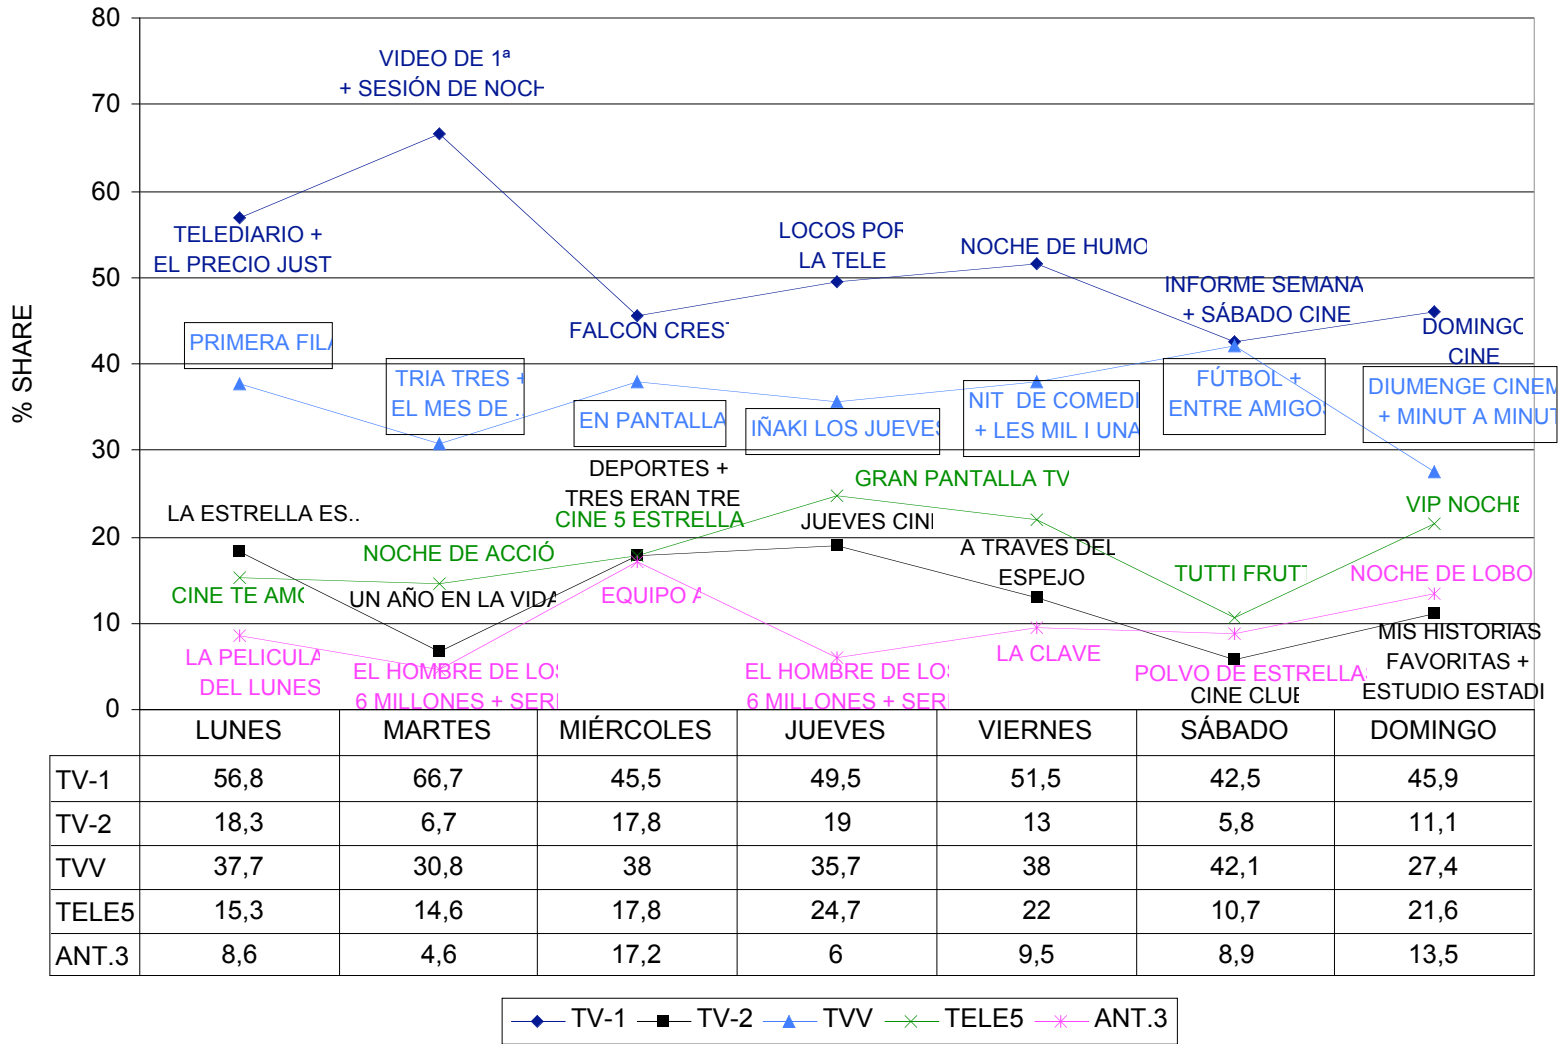 80
70
60
50
40
30
20
10
0
% SHARE
VIDEO DE 1ª
+ SESIÓN DE NOCH
TELEDIARIO +
EL PRECIO JUST
FALCON CREST
LOCOS POR
LA TELE
NOCHE DE HUMO
INFORME SEMANA
+ SÁBADO CINE
DOMINGO
CINE
PRIMERA FILA
TRIA TRES +
EL MES DE ..
EN PANTALLA
IÑAKI LOS JUEVES
NIT DE COMEDI
+ LES MIL I UNA
FÚTBOL +
ENTRE AMIGOS
DIUMENGE CINEM
+ MINUT A MINUT
LA ESTRELLA ES..
UN AÑO EN LA VIDA
DEPORTES +
TRES ERAN TRE
JUEVES CINE
A TRAVES DEL
ESPEJO
CINE CLUB
MIS HISTORIAS
FAVORITAS +
ESTUDIO ESTADI
CINE TE AMO
NOCHE DE ACCIÓ
CINE 5 ESTRELLA
GRAN PANTALLA TV
TUTTI FRUTTI
VIP NOCHE
LA PELICULA
DEL LUNES
EL HOMBRE DE LOS
6 MILLONES + SERI
EQUIPO A
EL HOMBRE DE LOS
6 MILLONES + SERI
LA CLAVE
POLVO DE ESTRELLAS
NOCHE DE LOBO
LUNES MARTES MIÉRCOLES JUEVES VIERNES SÁBADO DOMINGO
TV-1 56,8 66,7 45,5 49,5 51,5 42,5 45,9
TV-2 18,3 6,7 17,8 19 13 5,8 11,1
TVV 37,7 30,8 38 35,7 38 42,1 27,4
TELE5 15,3 14,6 17,8 24,7 22 10,7 21,6
ANT.3 8,6 4,6 17,2 6 9,5 8,9 13,5
TV-1 TV-2 TVV TELE5 ANT.3